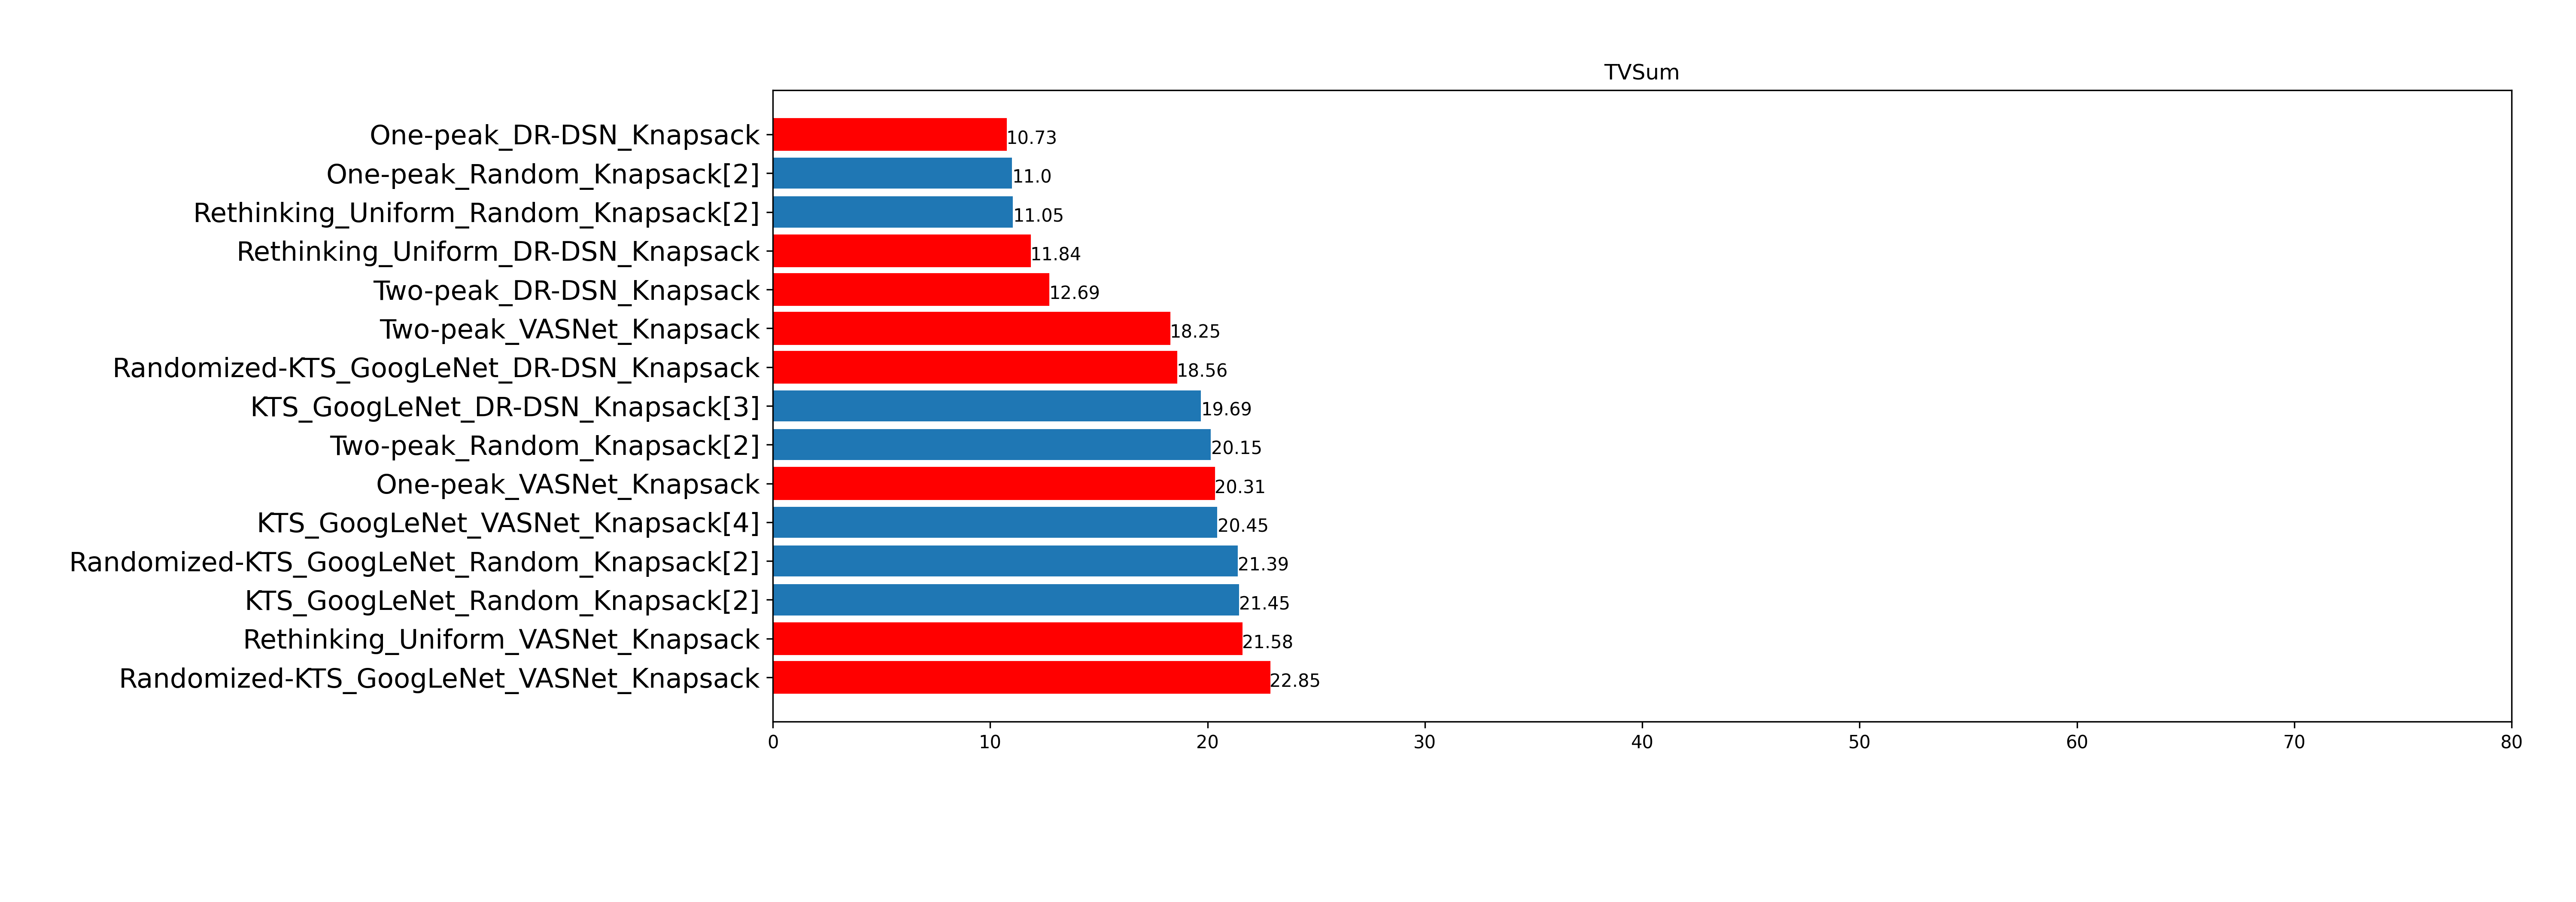 TVSum
One-peak_DR-DSN_Knapsack
10.73
One-peak_Random_Knapsack[2]
11.0
Rethinking_Uniform_Random_Knapsack[2]
11.05
Rethinking_Uniform_DR-DSN_Knapsack
11.84
Two-peak_DR-DSN_Knapsack
12.69
Two-peak_VASNet_Knapsack
18.25
Randomized-KTS_GoogLeNet_DR-DSN_Knapsack
18.56
KTS_GoogLeNet_DR-DSN_Knapsack[3]
19.69
Two-peak_Random_Knapsack[2]
20.15
One-peak_VASNet_Knapsack
20.31
KTS_GoogLeNet_VASNet_Knapsack[4]
20.45
Randomized-KTS_GoogLeNet_Random_Knapsack[2]
21.39
KTS_GoogLeNet_Random_Knapsack[2]
21.45
Rethinking_Uniform_VASNet_Knapsack
21.58
Randomized-KTS_GoogLeNet_VASNet_Knapsack
22.85
0 10 20 30 40 50 60 70 80